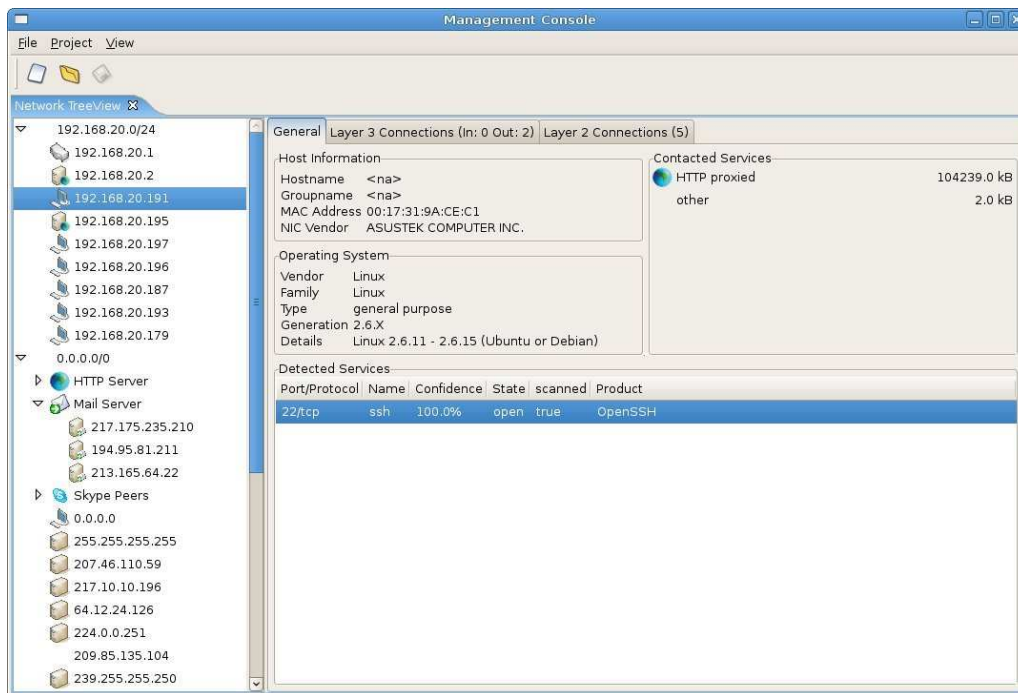 Management Console
File Project View
Network TreeView
192.168.20.0/24
192.168.20.1
192.168.20.2
192.168.20.191
192.168.20.195
192.168.20.197
192.168.20.196
192.168.20.187
192.168.20.193
192.168.20.179
0.0.0.0/0
HTTP Server
Mail Server
217.175.235.210
194.95.81.211
213.165.64.22
Skype Peers
0.0.0.0
255.255.255.255
207.46.110.59
217.10.10.196
64.12.24.126
224.0.0.251
209.85.135.104
239.255.255.250
General Layer 3 Connections (In: 0 Out: 2) Layer 2 Connections (5)
Host Information
Hostname <na>
Groupname <na>
MAC Address 00:17:31:9A:CE:C1
NIC Vendor ASUSTEK COMPUTER INC.
Contacted Services
HTTP proxied 104239.0 kB
other 2.0 kB
Operating System
Vendor Linux
Family Linux
Type general purpose
Generation 2.6.X
Details Linux 2.6.11 - 2.6.15 (Ubuntu or Debian)
Detected Services
Port/Protocol Name Confidence State scanned Product
22/tcp ssh 100.0% open true OpenSSH